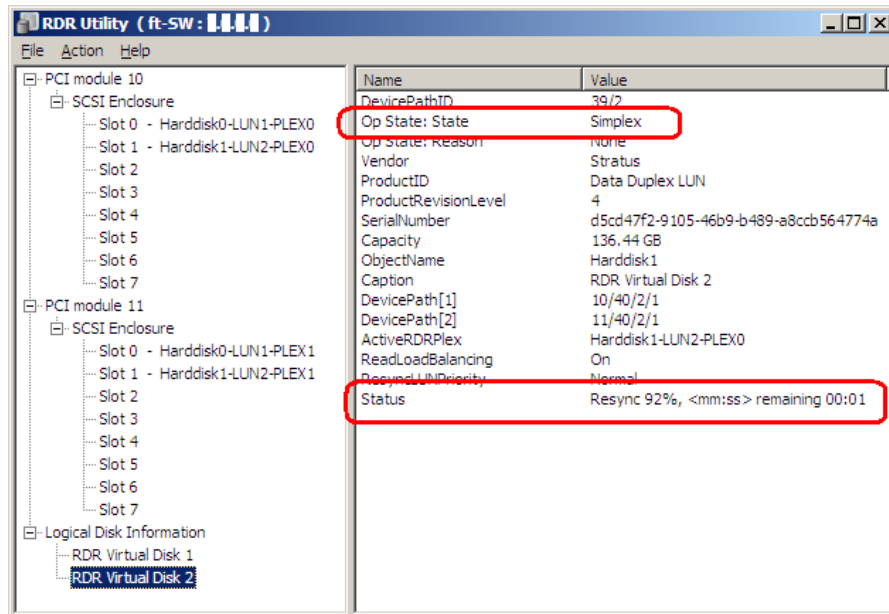 RDR Utility ( ft-SW : . . . )
File Action Help
PCI module 10
SCSI Enclosure
Slot 0 - Harddisk0-LUN1-PLEX0
Slot 1 - Harddisk1-LUN2-PLEX0
Slot 2
Slot 3
Slot 4
Slot 5
Slot 6
Slot 7
PCI module 11
SCSI Enclosure
Slot 0 - Harddisk0-LUN1-PLEX1
Slot 1 - Harddisk1-LUN2-PLEX1
Slot 2
Slot 3
Slot 4
Slot 5
Slot 6
Slot 7
Logical Disk Information
RDR Virtual Disk 1
RDR Virtual Disk 2
Name Value
DevicePathID 39/2
Op State: State Simplex
Op State: Reason None
Vendor Stratus
ProductID Data Duplex LUN
ProductRevisionLevel 4
SerialNumber d5cd47f2-9105-46b9-b489-a8ccb564774a
Capacity 136.44 GB
ObjectName Harddisk1
Caption RDR Virtual Disk 2
DevicePath[1] 10/40/2/1
DevicePath[2] 11/40/2/1
ActiveRDRPlex Harddisk1-LUN2-PLEX0
ReadLoadBalancing On
ResyncLUNPriority Normal
Status Resync 92%, <mm:ss> remaining 00:01